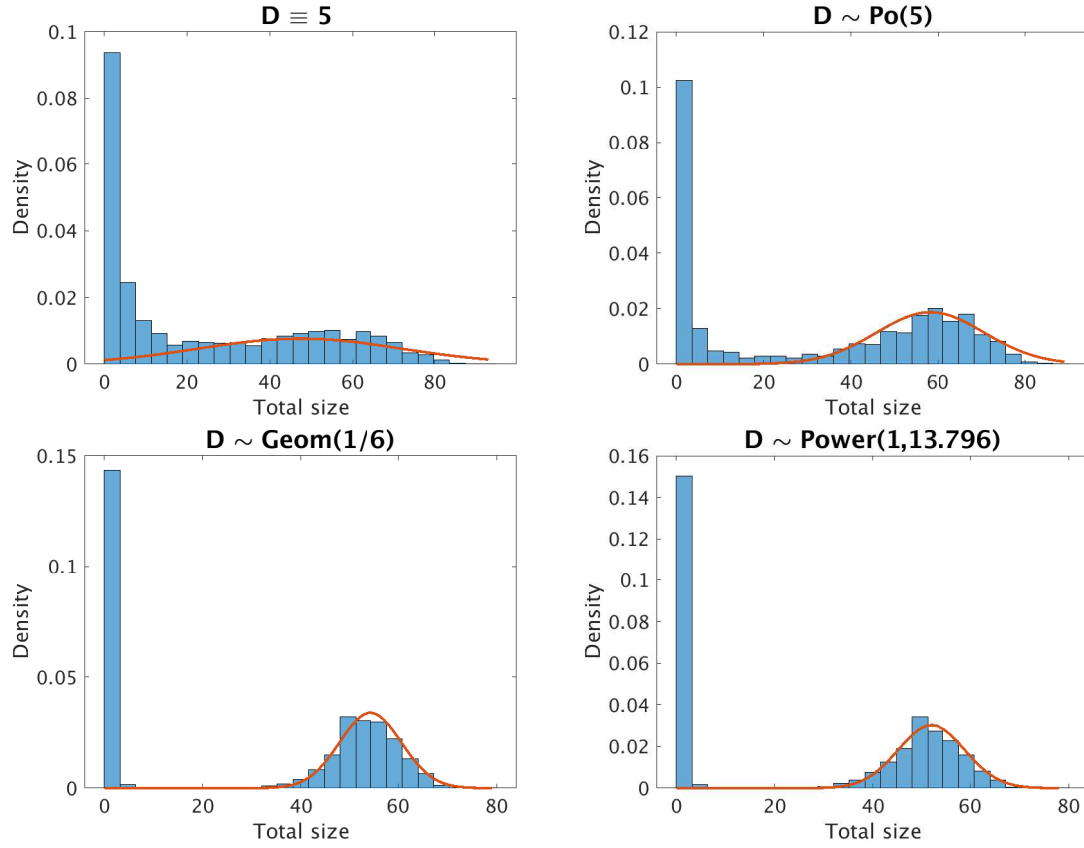 D ≡ 5
0.1
0.08
0.06
0.04
0.02
0
Density
0 20 40 60 80
Total size
D ∼ Po(5)
0.12
0.1
0.08
0.06
0.04
0.02
0
Density
0 20 40 60 80
Total size
D ∼ Geom(1/6)
0.15
0.1
0.05
0
Density
0 20 40 60 80
Total size
D ∼ Power(1,13.796)
0.16
0.14
0.12
0.1
0.08
0.06
0.04
0.02
0
Density
0 20 40 60 80
Total size